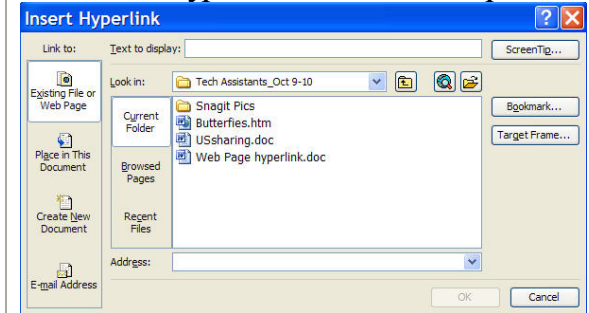 Insert Hyperlink
Link to:
Text to display:
ScreenTip...
Existing File or
Web Page
Look in:
Tech Assistants_Oct 9-10
Current
Folder
Snagit Pics
Butterfies.htm
USsharing.doc
Web Page hyperlink.doc
Bookmark...
Target Frame...
Place in This
Document
Browsed
Pages
Create New
Document
Recent
Files
E-mail Address
Address:
OK
Cancel